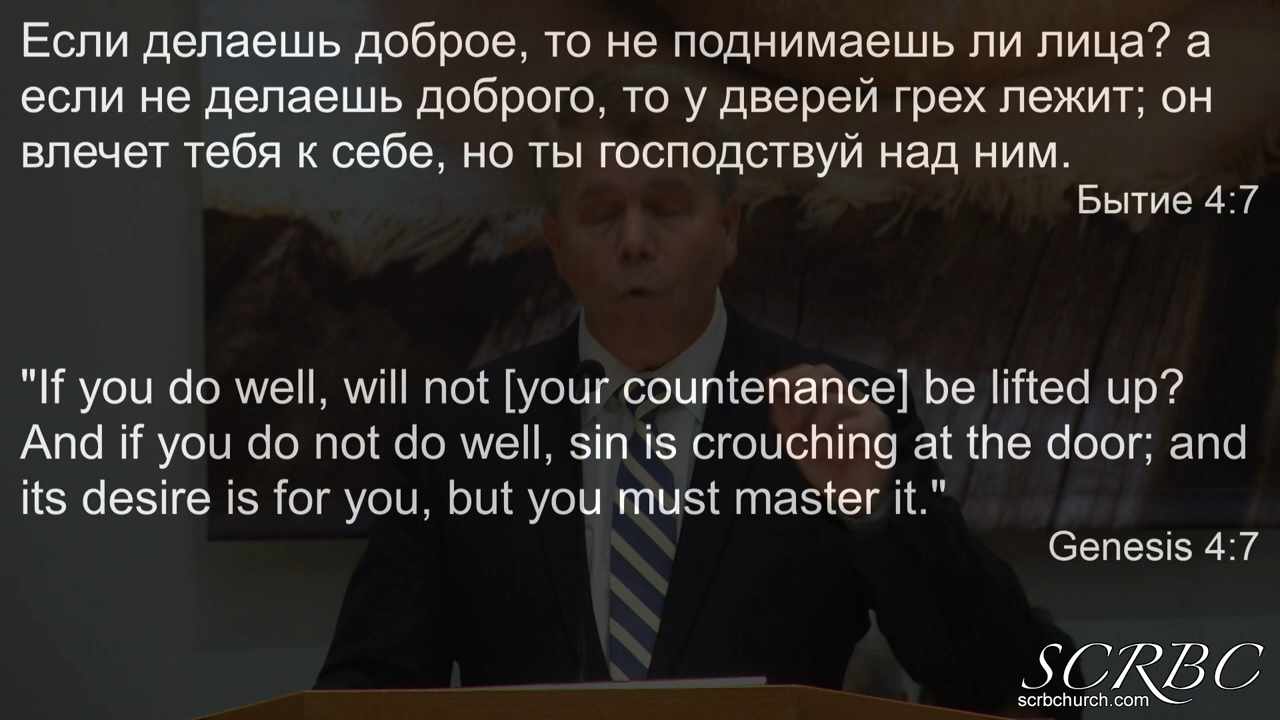 Если делаешь доброе, то не поднимаешь ли лица? а
если не делаешь доброго, то у дверей грех лежит; он
влечет тебя к себе, но ты господствуй над ним.
Бытие 4:7
"If you do well, will not [your countenance] be lifted up?
And if you do not do well, sin is crouching at the door; and
its desire is for you, but you must master it."
Genesis 4:7
SCRBC
scrbchurch.com